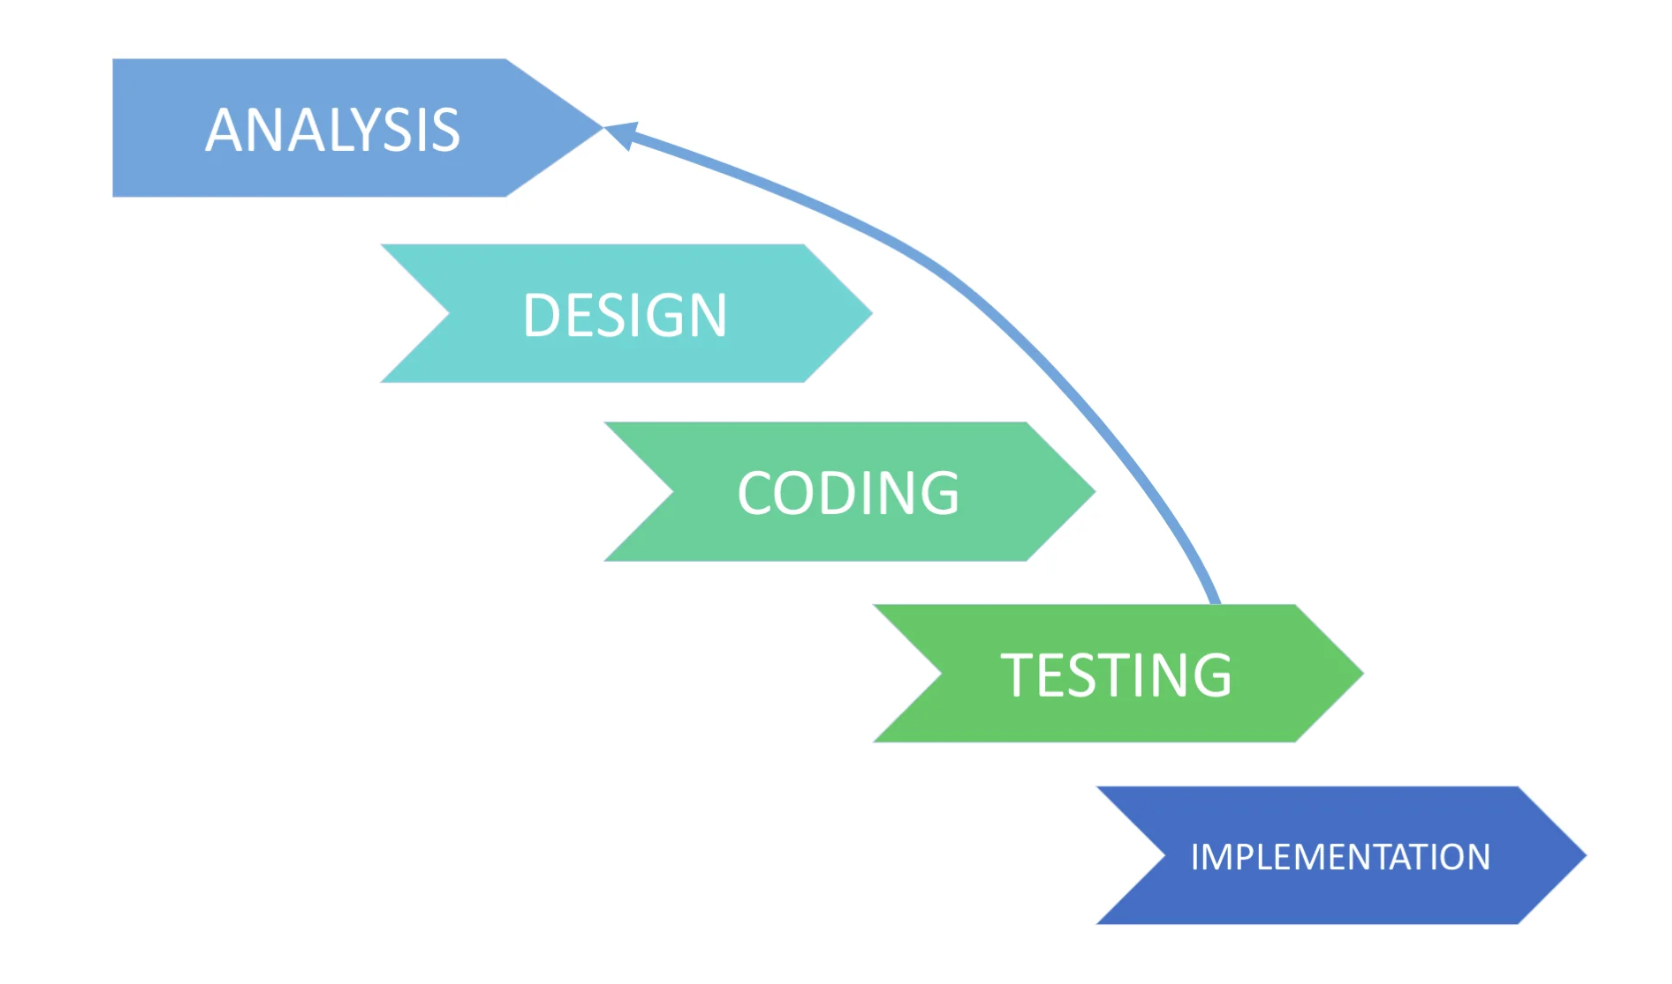 ANALYSIS
DESIGN
CODING
TESTING
IMPLEMENTATION